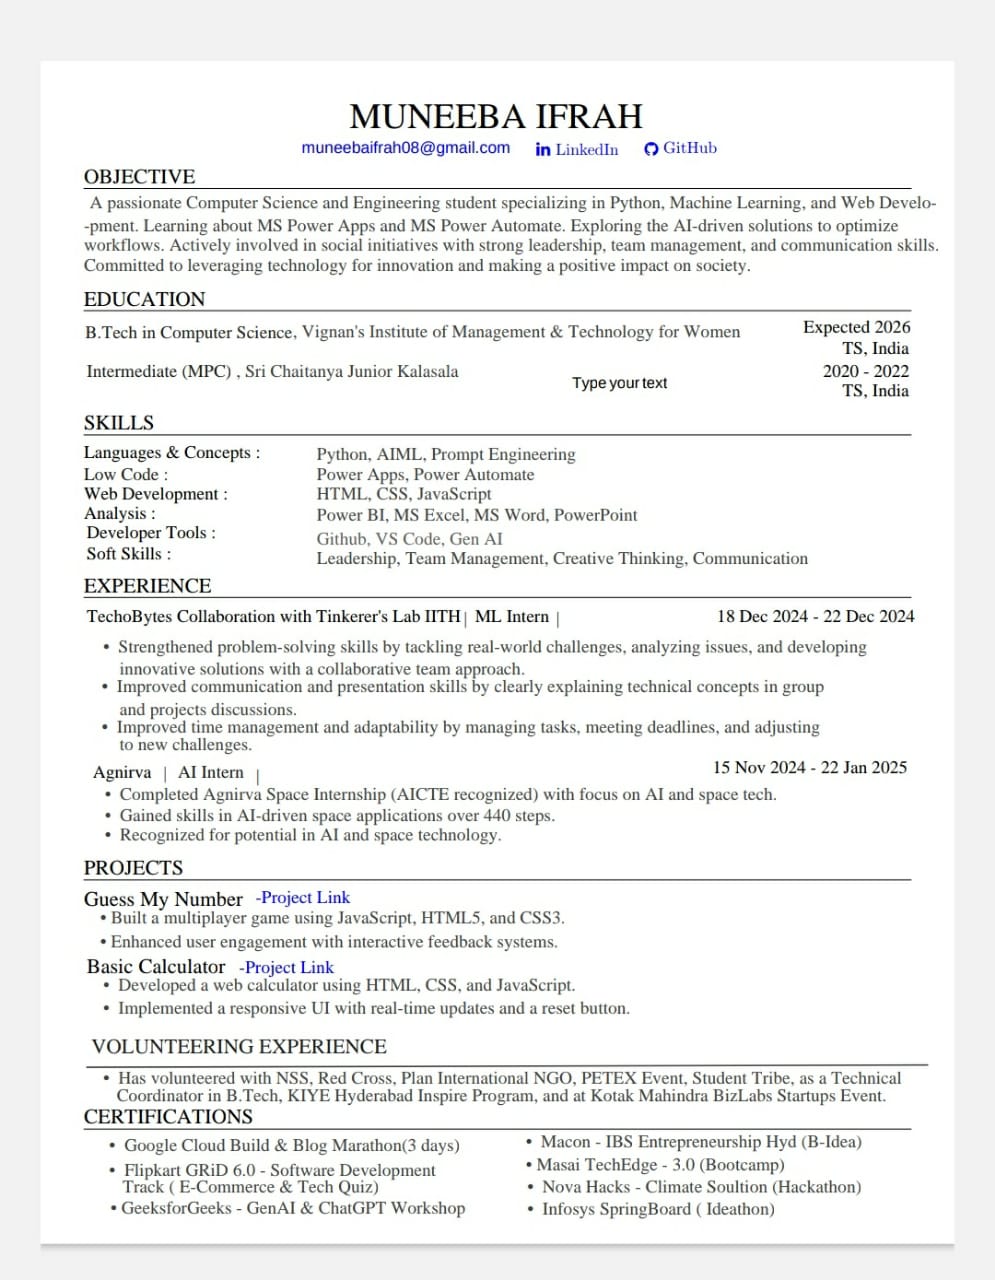 MUNEEBA IFRAH
muneebaifrah08@gmail.com LinkedIn GitHub
OBJECTIVE
A passionate Computer Science and Engineering student specializing in Python, Machine Learning, and Web Develo-
-pment. Learning about MS Power Apps and MS Power Automate. Exploring the AI-driven solutions to optimize
workflows. Actively involved in social initiatives with strong leadership, team management, and communication skills.
Committed to leveraging technology for innovation and making a positive impact on society.
EDUCATION
B.Tech in Computer Science, Vignan's Institute of Management & Technology for Women Expected 2026
TS, India
Intermediate (MPC) , Sri Chaitanya Junior Kalasala 2020 - 2022
Type your text TS, India
SKILLS
Languages & Concepts : Python, AIML, Prompt Engineering
Low Code : Power Apps, Power Automate
Web Development : HTML, CSS, JavaScript
Analysis : Power BI, MS Excel, MS Word, PowerPoint
Developer Tools : Github, VS Code, Gen AI
Soft Skills : Leadership, Team Management, Creative Thinking, Communication
EXPERIENCE
TechoBytes Collaboration with Tinkerer's Lab IITH | ML Intern | 18 Dec 2024 - 22 Dec 2024
• Strengthened problem-solving skills by tackling real-world challenges, analyzing issues, and developing
innovative solutions with a collaborative team approach.
• Improved communication and presentation skills by clearly explaining technical concepts in group
and projects discussions.
• Improved time management and adaptability by managing tasks, meeting deadlines, and adjusting
to new challenges.
Agnirva | AI Intern | 15 Nov 2024 - 22 Jan 2025
• Completed Agnirva Space Internship (AICTE recognized) with focus on AI and space tech.
• Gained skills in AI-driven space applications over 440 steps.
• Recognized for potential in AI and space technology.
PROJECTS
Guess My Number -Project Link
• Built a multiplayer game using JavaScript, HTML5, and CSS3.
• Enhanced user engagement with interactive feedback systems.
Basic Calculator -Project Link
• Developed a web calculator using HTML, CSS, and JavaScript.
• Implemented a responsive UI with real-time updates and a reset button.
VOLUNTEERING EXPERIENCE
• Has volunteered with NSS, Red Cross, Plan International NGO, PETEX Event, Student Tribe, as a Technical
Coordinator in B.Tech, KIYE Hyderabad Inspire Program, and at Kotak Mahindra BizLabs Startups Event.
CERTIFICATIONS
• Google Cloud Build & Blog Marathon(3 days)
• Flipkart GRiD 6.0 - Software Development
Track ( E-Commerce & Tech Quiz)
• GeeksforGeeks - GenAI & ChatGPT Workshop
• Macon - IBS Entrepreneurship Hyd (B-Idea)
• Masai TechEdge - 3.0 (Bootcamp)
• Nova Hacks - Climate Soultion (Hackathon)
• Infosys SpringBoard ( Ideathon)